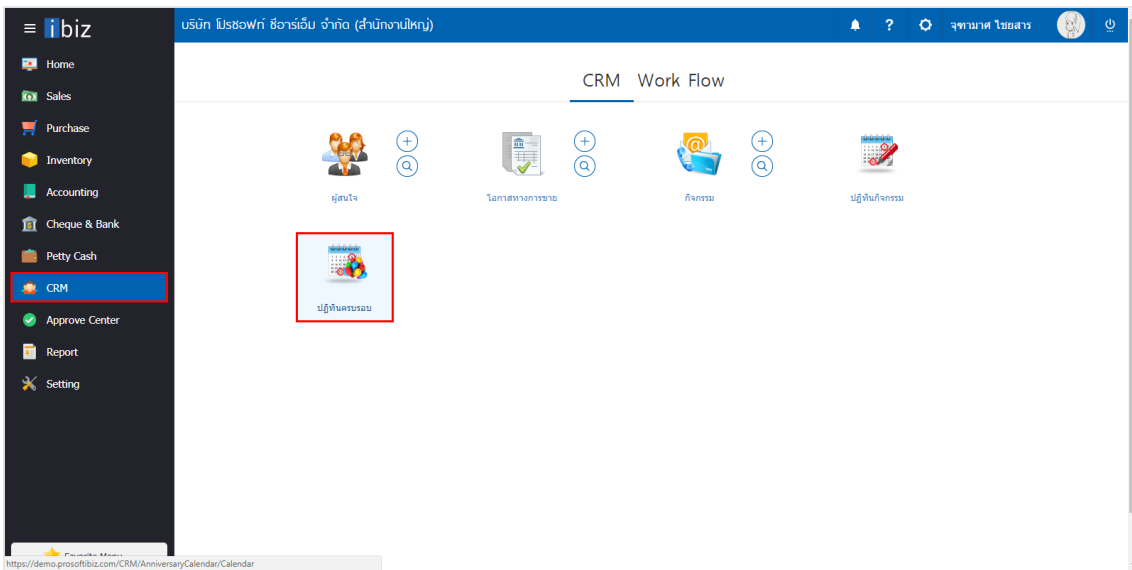 ≡ ibiz
บริษัท โปรซอฟท์ ซีอาร์เอ็ม จำกัด (สำนักงานใหญ่)
? จุฑามาศ ไชยสาร
Home
Sales
Purchase
Inventory
Accounting
Cheque & Bank
Petty Cash
CRM
Approve Center
Report
Setting
CRM Work Flow
ผู้สนใจ
โอกาสทางการขาย
กิจกรรม
ปฏิทินกิจกรรม
ปฏิทินครบรอบ
Favorite Menu
https://demo.prosoftibiz.com/CRM/AnniversaryCalendar/Calendar